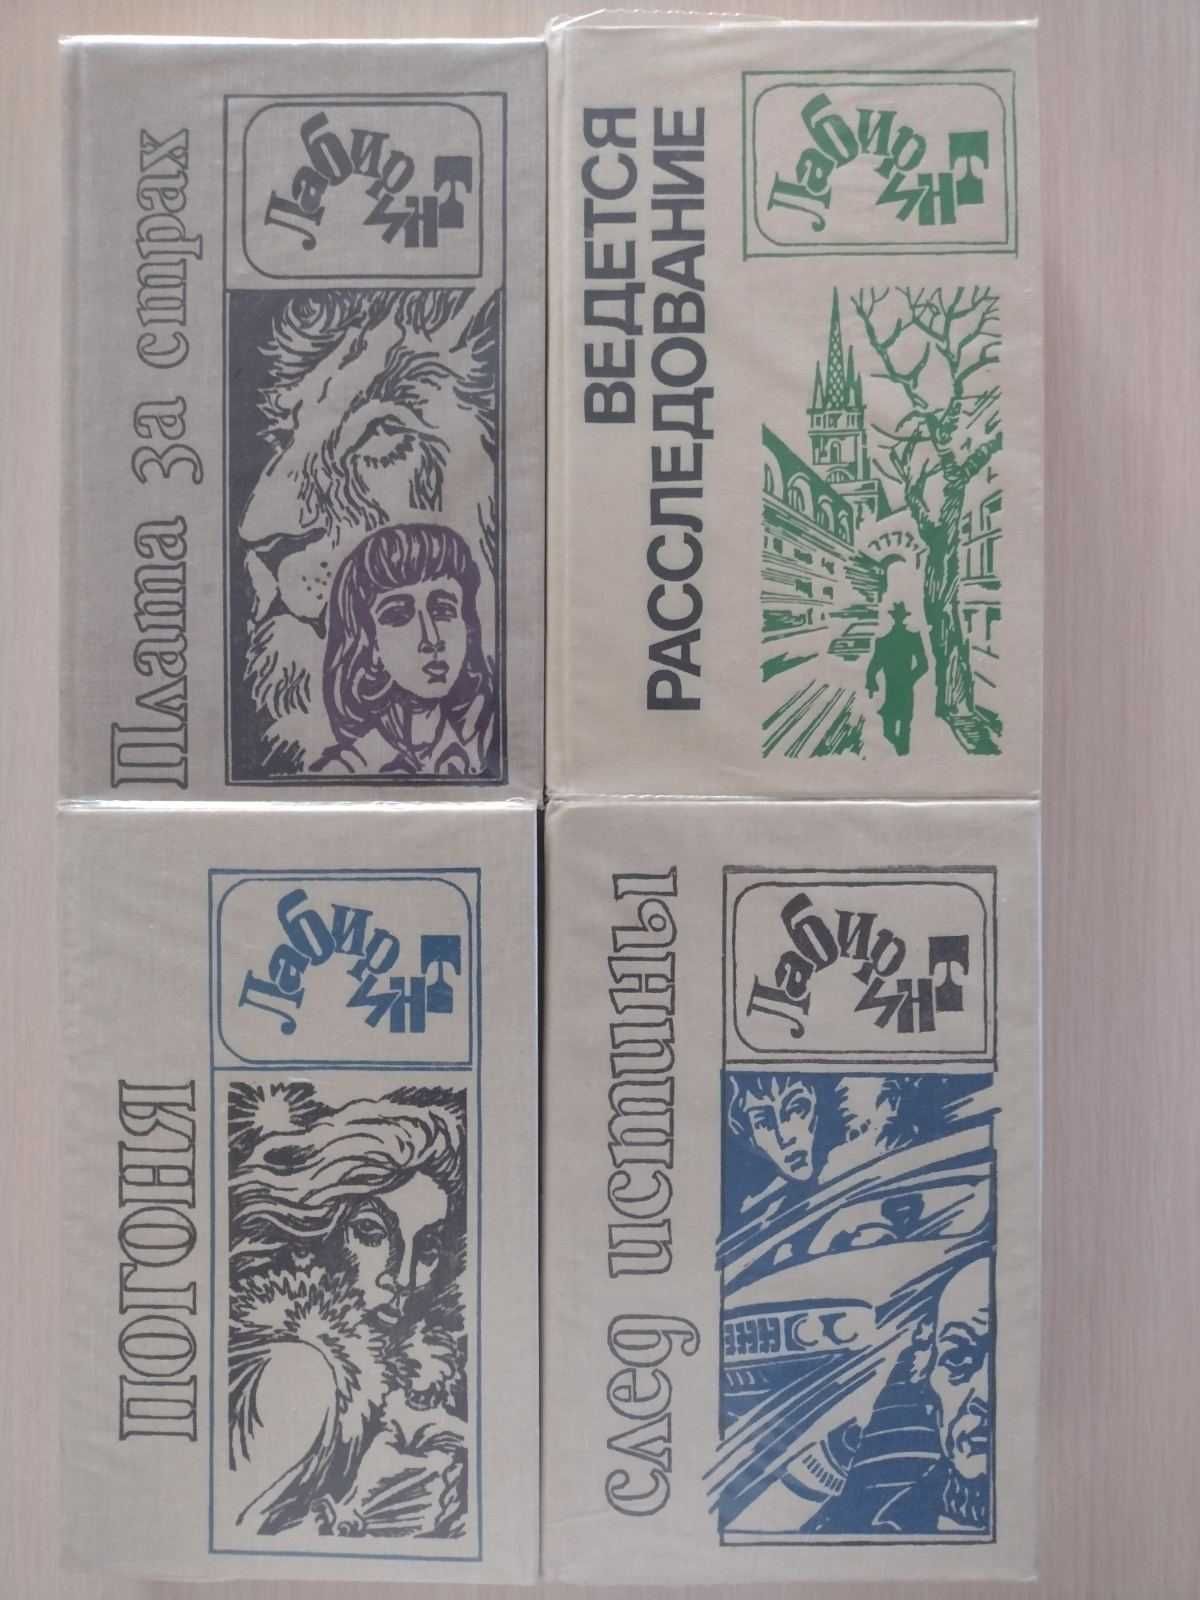 Плата за страх
Лабиринт
ВЕДЕТСЯ
РАССЛЕДОВАНИЕ
Лабиринт
ПОГОНЯ
Лабиринт
след истины
Лабиринт